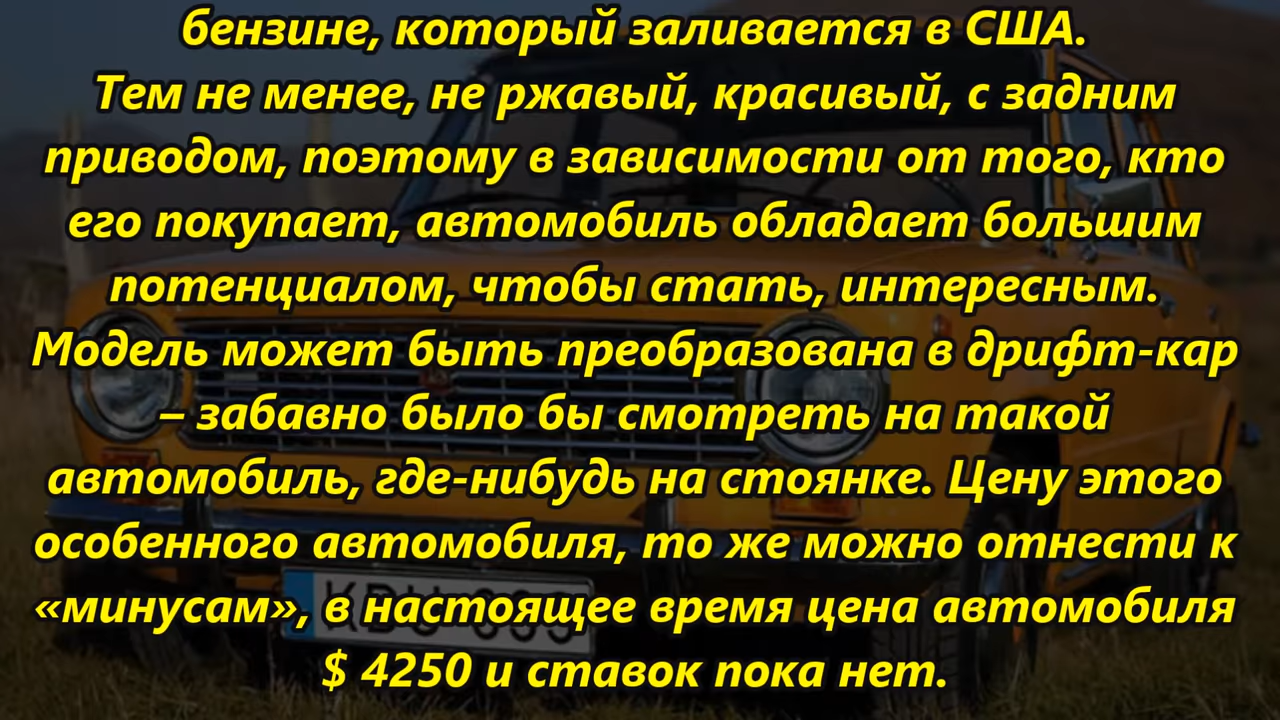 бензине, который заливается в США.
Тем не менее, не ржавый, красивый, с задним
приводом, поэтому в зависимости от того, кто
его покупает, автомобиль обладает большим
потенциалом, чтобы стать, интересным.
Модель может быть преобразована в дрифт-кар
– забавно было бы смотреть на такой
автомобиль, где-нибудь на стоянке. Цену этого
особенного автомобиля, то же можно отнести к
«минусам», в настоящее время цена автомобиля
$ 4250 и ставок пока нет.